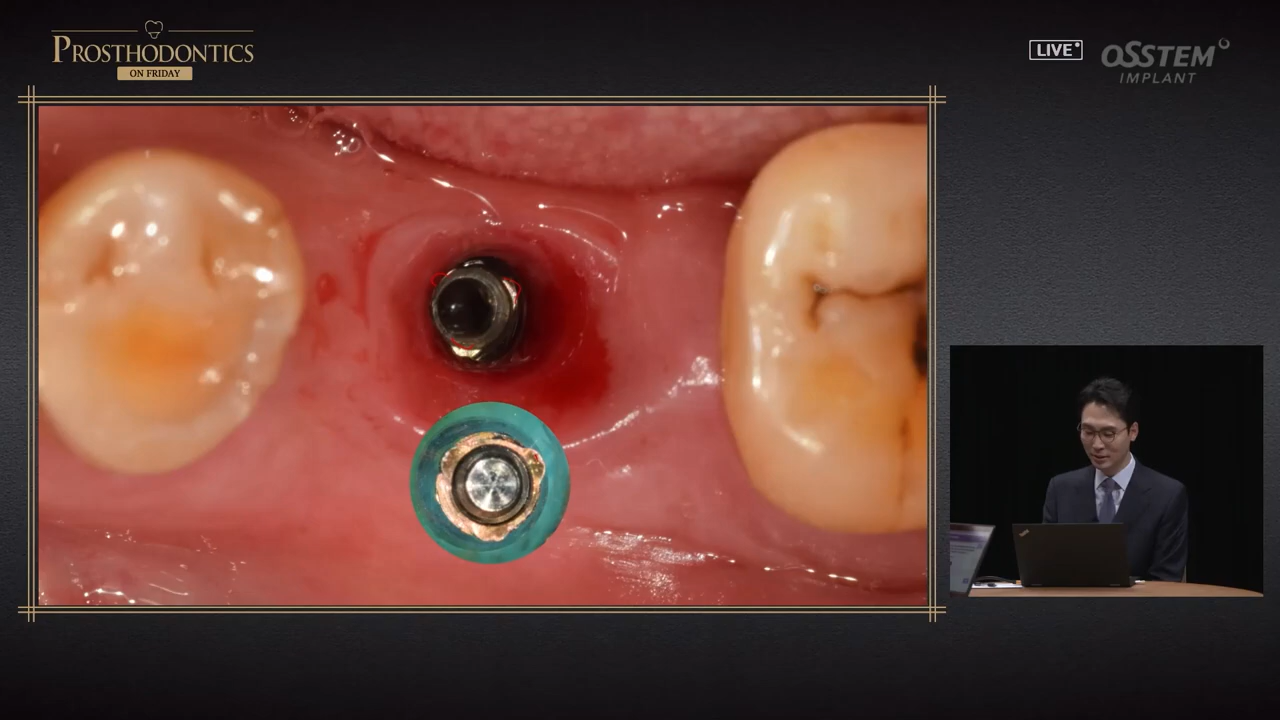 PROSTHODONTICS
ON FRIDAY
LIVE
OSSTEM
IMPLANT